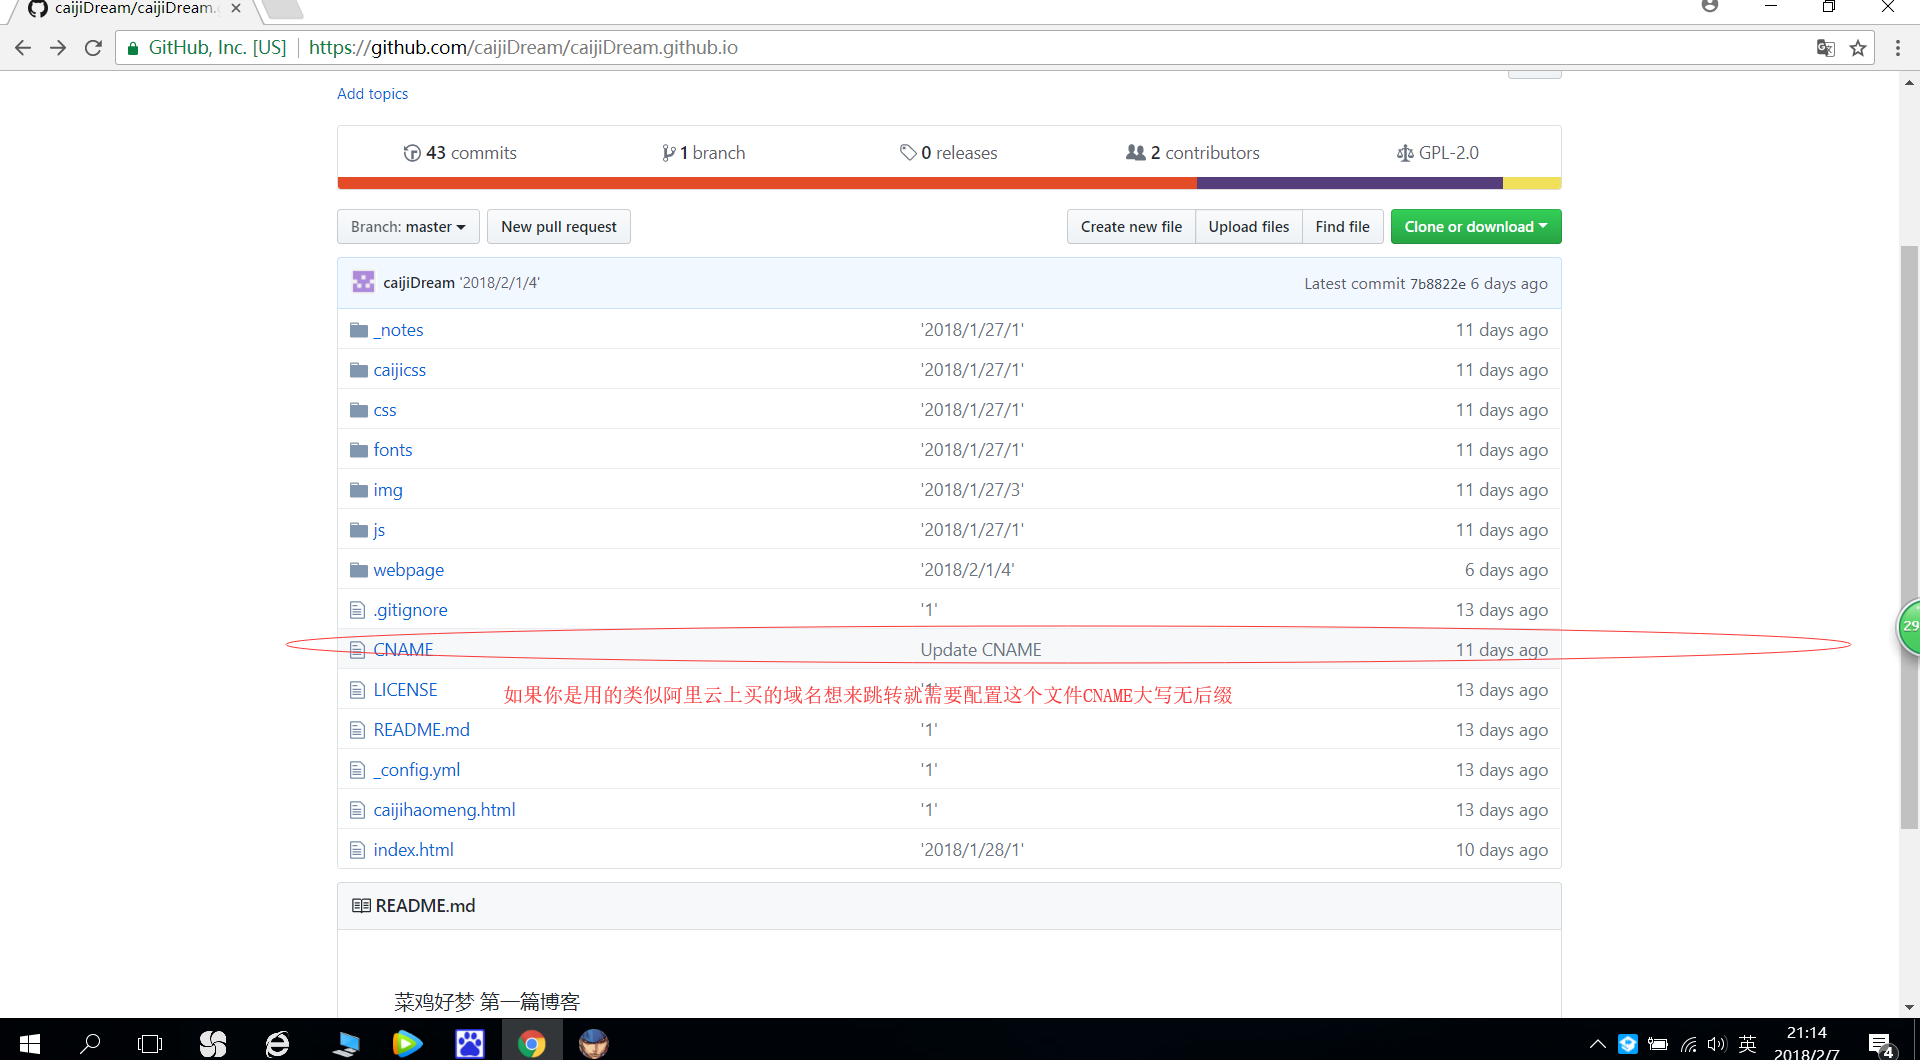 caijiDream/caijiDream.g
GitHub, Inc. [US]
https://github.com/caijiDream/caijiDream.github.io
Add topics
43 commits
1 branch
0 releases
2 contributors
GPL-2.0
Branch: master
New pull request
Create new file
Upload files
Find file
Clone or download
caijiDream '2018/2/1/4'
Latest commit 7b8822e 6 days ago
_notes '2018/1/27/1' 11 days ago
caijicss '2018/1/27/1' 11 days ago
css '2018/1/27/1' 11 days ago
fonts '2018/1/27/1' 11 days ago
img '2018/1/27/3' 11 days ago
js '2018/1/27/1' 11 days ago
webpage '2018/2/1/4' 6 days ago
.gitignore '1' 13 days ago
CNAME Update CNAME 11 days ago
LICENSE '1' 13 days ago
如果你是用的类似阿里云上买的域名想来跳转就需要配置这个文件CNAME大写无后缀
README.md '1' 13 days ago
_config.yml '1' 13 days ago
caijihaomeng.html '1' 13 days ago
index.html '2018/1/28/1' 10 days ago
README.md
菜鸡好梦 第一篇博客
29
英
21:14
2018/2/7
4